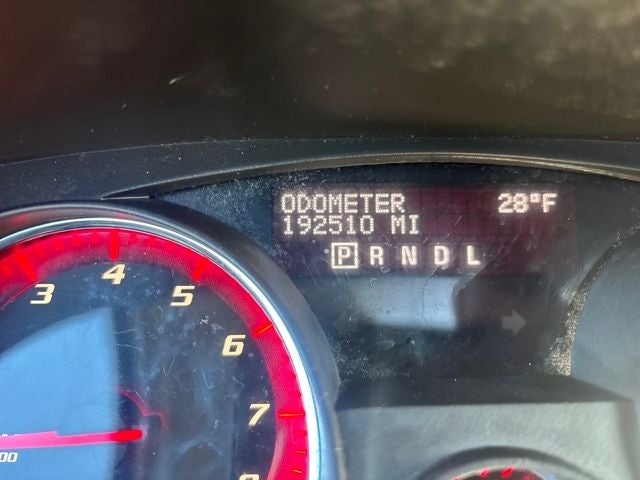 ODOMETER 28°F
192510 MI
P R N D L
3 4 5 6 7